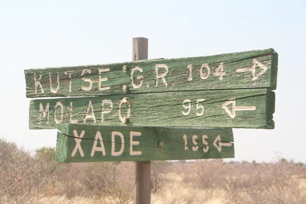 KUTSE G.R 104 →
MOLAPO 95 ←
XADE 155 ←